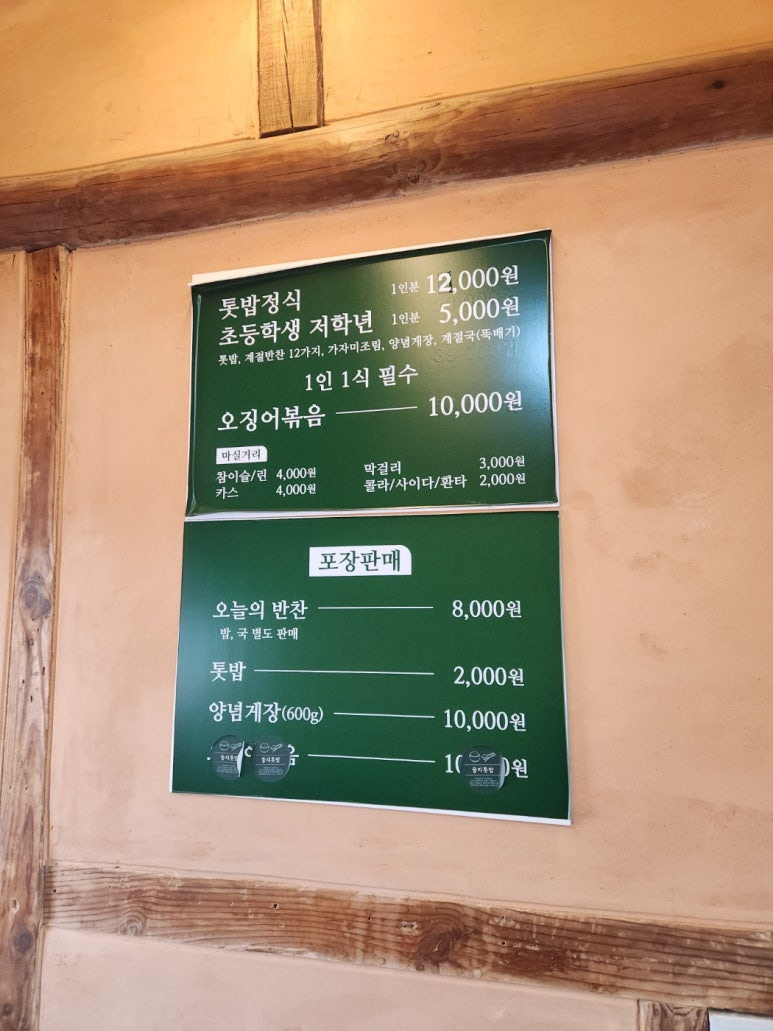 톳밥정식 1인분 12,000원
초등학생 저학년 1인분 5,000원
톳밥, 계절반찬 12가지, 가자미조림, 양념게장, 계절국(뚝배기)
1인 1식 필수
오징어볶음 10,000원
마실거리
참이슬/린 4,000원 막걸리 3,000원
카스 4,000원 콜라/사이다/환타 2,000원
포장판매
오늘의 반찬 8,000원
밥, 국 별도 판매
톳밥 2,000원
양념게장(600g) 10,000원